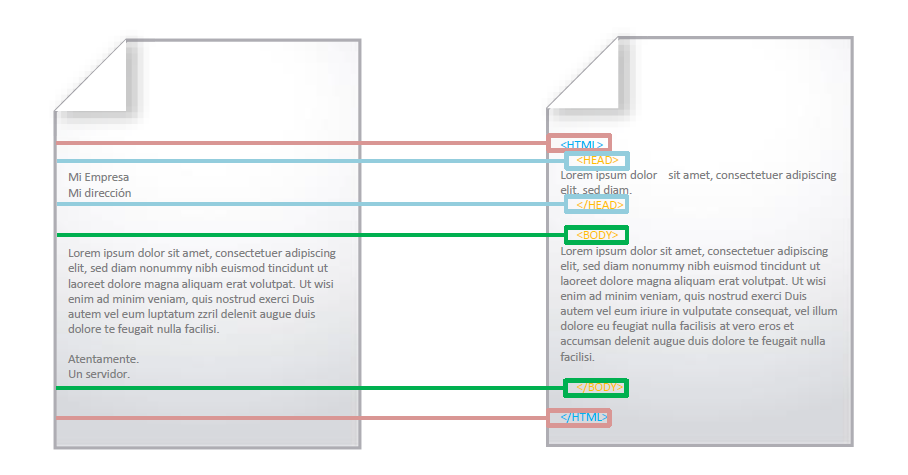 Mi Empresa
Mi dirección
Lorem ipsum dolor sit amet, consectetuer adipiscing
elit, sed diam nonummy nibh euismod tincidunt ut
laoreet dolore magna aliquam erat volutpat. Ut wisi
enim ad minim veniam, quis nostrud exerci Duis
autem vel eum luptatum zzril delenit augue duis
dolore te feugait nulla facilisi.
Atentamente.
Un servidor.
<HTML>
<HEAD>
Lorem ipsum dolor sit amet, consectetuer adipiscing
elit, sed diam.
</HEAD>
<BODY>
Lorem ipsum dolor sit amet, consectetuer adipiscing
elit, sed diam nonummy nibh euismod tincidunt ut
laoreet dolore magna aliquam erat volutpat. Ut wisi
enim ad minim veniam, quis nostrud exerci Duis
autem vel eum iriure in vulputate consequat, vel illum
dolore eu feugiat nulla facilisis at vero eros et
accumsan delenit augue duis dolore te feugait nulla
facilisi.
</BODY>
</HTML>